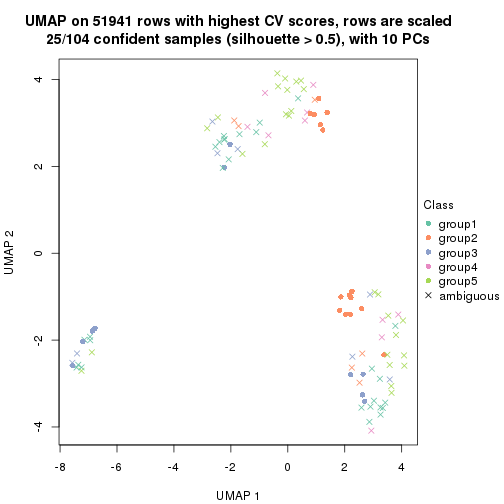 UMAP on 51941 rows with highest CV scores, rows are scaled
25/104 confident samples (silhouette > 0.5), with 10 PCs
4
2
0
-2
-4
UMAP 2
-8
-6
-4
-2
0
2
4
UMAP 1
Class
group1
group2
group3
group4
group5
ambiguous